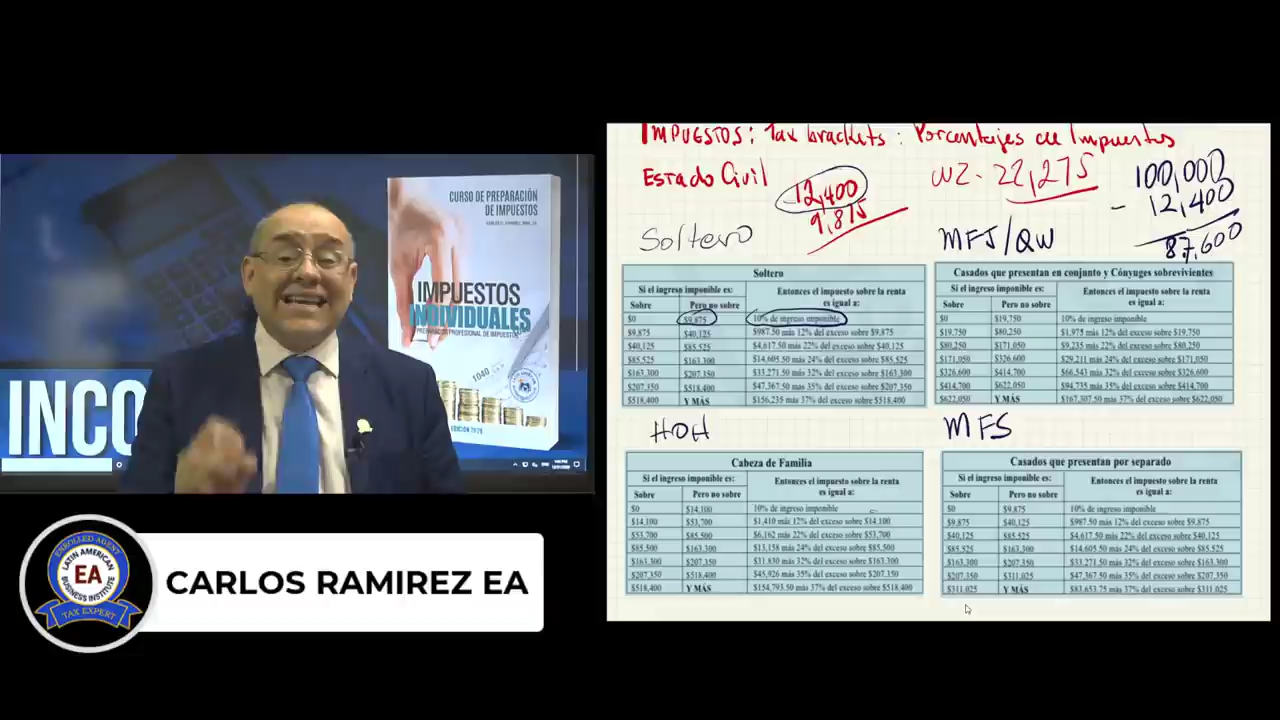 CURSO DE PREPARACIÓN
DE IMPUESTOS
IMPUESTOS
INDIVIDUALES
PREPARACIÓN PROFESIONAL DE IMPUESTOS
1040
EDICIÓN 2020
INCO
ENROLLED AGENT
LATIN AMERICAN
EA
BUSINESS INSTITUTE
TAX EXPERT
CARLOS RAMIREZ EA
IMPUESTOS: Tax brackets: Porcentajes de Impuestos
Estado Civil
12,400
9,875
W2- 22,275
100,000
- 12,400
87,600
Soltero
MFJ/QW
Soltero
Si el ingreso imponible es: Entonces el impuesto sobre la renta es igual a:
Sobre Pero no sobre
$0 $9,875 10% de ingreso imponible
$9,875 $40,125 $987.50 más 12% del exceso sobre $9,875
$40,125 $85,525 $4,617.50 más 22% del exceso sobre $40,125
$85,525 $163,300 $14,605.50 más 24% del exceso sobre $85,525
$163,300 $207,350 $33,271.50 más 32% del exceso sobre $163,300
$207,350 $518,400 $47,367.50 más 35% del exceso sobre $207,350
$518,400 Y MÁS $156,235 más 37% del exceso sobre $518,400
Casados que presentan en conjunto y Cónyuges sobrevivientes
Si el ingreso imponible es: Entonces el impuesto sobre la renta es igual a:
Sobre Pero no sobre
$0 $19,750 10% de ingreso imponible
$19,750 $80,250 $1,975 más 12% del exceso sobre $19,750
$80,250 $171,050 $9,235 más 22% del exceso sobre $80,250
$171,050 $326,600 $29,211 más 24% del exceso sobre $171,050
$326,600 $414,700 $66,543 más 32% del exceso sobre $326,600
$414,700 $622,050 $94,735 más 35% del exceso sobre $414,700
$622,050 Y MÁS $167,307.50 más 37% del exceso sobre $622,050
HOH
MFS
Cabeza de Familia
Si el ingreso imponible es: Entonces el impuesto sobre la renta es igual a:
Sobre Pero no sobre
$0 $14,100 10% de ingreso imponible
$14,100 $53,700 $1,410 más 12% del exceso sobre $14,100
$53,700 $85,500 $6,162 más 22% del exceso sobre $53,700
$85,500 $163,300 $13,158 más 24% del exceso sobre $85,500
$163,300 $207,350 $31,830 más 32% del exceso sobre $163,300
$207,350 $518,400 $45,926 más 35% del exceso sobre $207,350
$518,400 Y MÁS $154,793.50 más 37% del exceso sobre $518,400
Casados que presentan por separado
Si el ingreso imponible es: Entonces el impuesto sobre la renta es igual a:
Sobre Pero no sobre
$0 $9,875 10% de ingreso imponible
$9,875 $40,125 $987.50 más 12% del exceso sobre $9,875
$40,125 $85,525 $4,617.50 más 22% del exceso sobre $40,125
$85,525 $163,300 $14,605.50 más 24% del exceso sobre $85,525
$163,300 $207,350 $33,271.50 más 32% del exceso sobre $163,300
$207,350 $311,025 $47,367.50 más 35% del exceso sobre $207,350
$311,025 Y MÁS $83,653.75 más 37% del exceso sobre $311,025